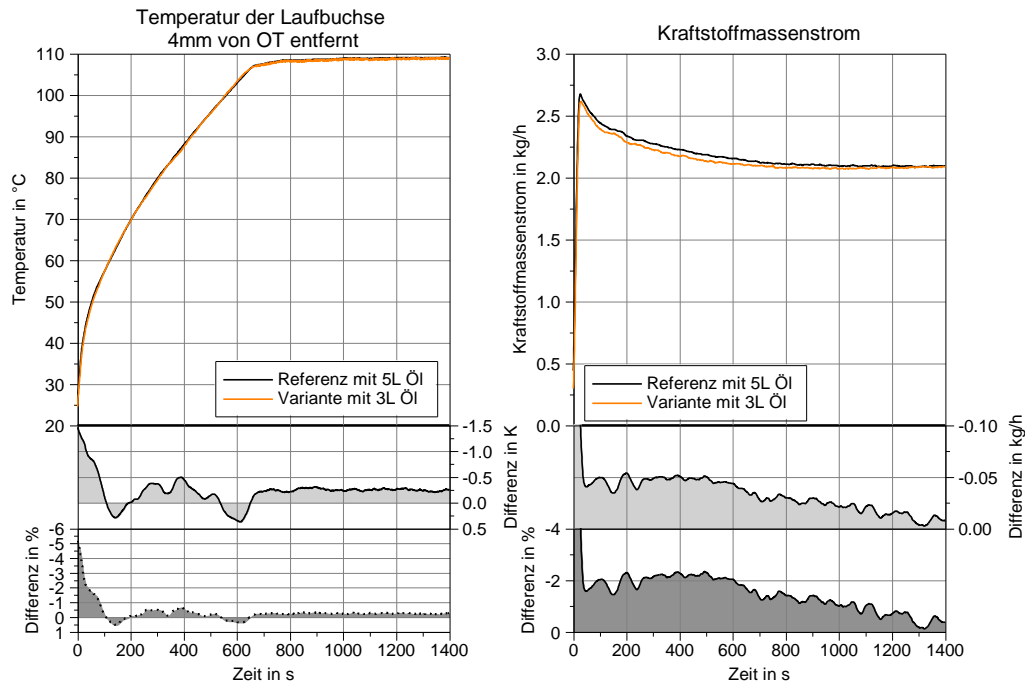 Temperatur der Laufbuchse
4mm von OT entfernt
Temperatur in °C
110
100
90
80
70
60
50
40
30
20
Referenz mit 5L Öl
Variante mit 3L Öl
-1.5
-1.0
-0.5
0.0
0.5
Differenz in K
Differenz in %
-6
-5
-4
-3
-2
-1
0
1
0 200 400 600 800 1000 1200 1400
Zeit in s
Kraftstoffmassenstrom
Kraftstoffmassenstrom in kg/h
3.0
2.5
2.0
1.5
1.0
0.5
0.0
Referenz mit 5L Öl
Variante mit 3L Öl
-0.10
-0.05
0.00
Differenz in kg/h
Differenz in %
-4
-2
0
0 200 400 600 800 1000 1200 1400
Zeit in s